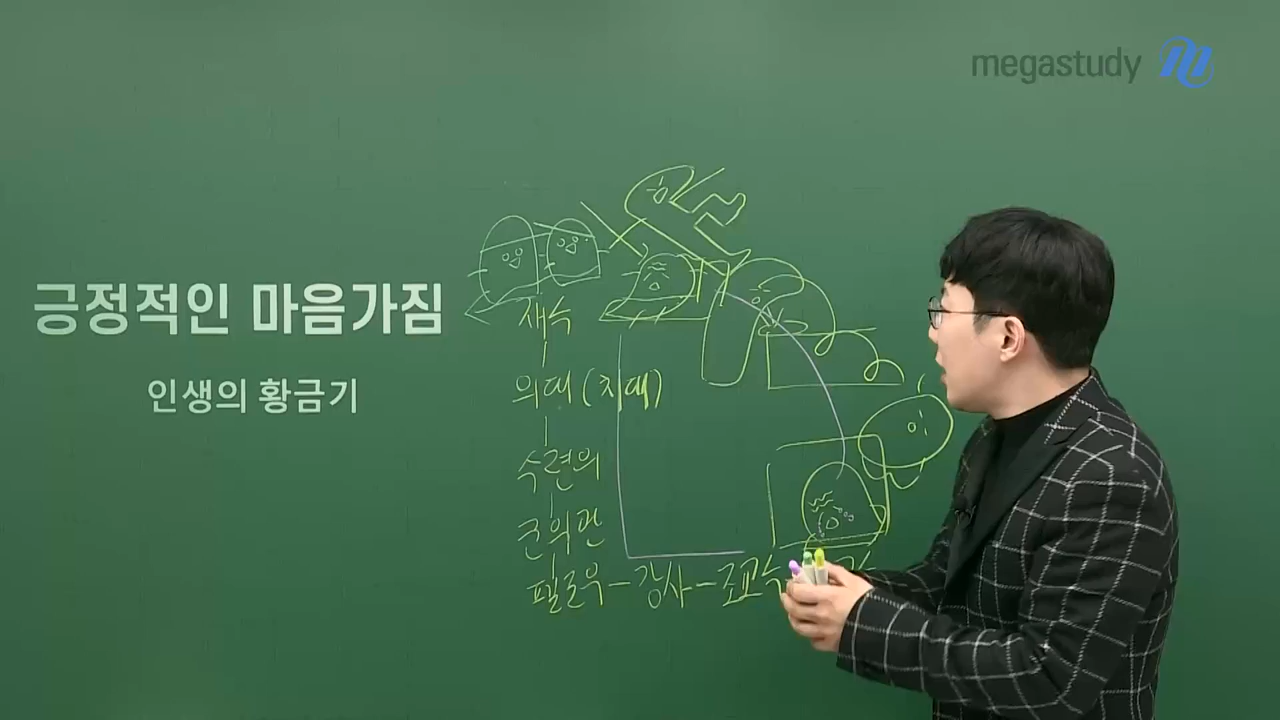 megastudy
긍정적인 마음가짐
인생의 황금기
재수
의대 (치대)
수련의
군의관
펠로우 - 강사 - 조교수